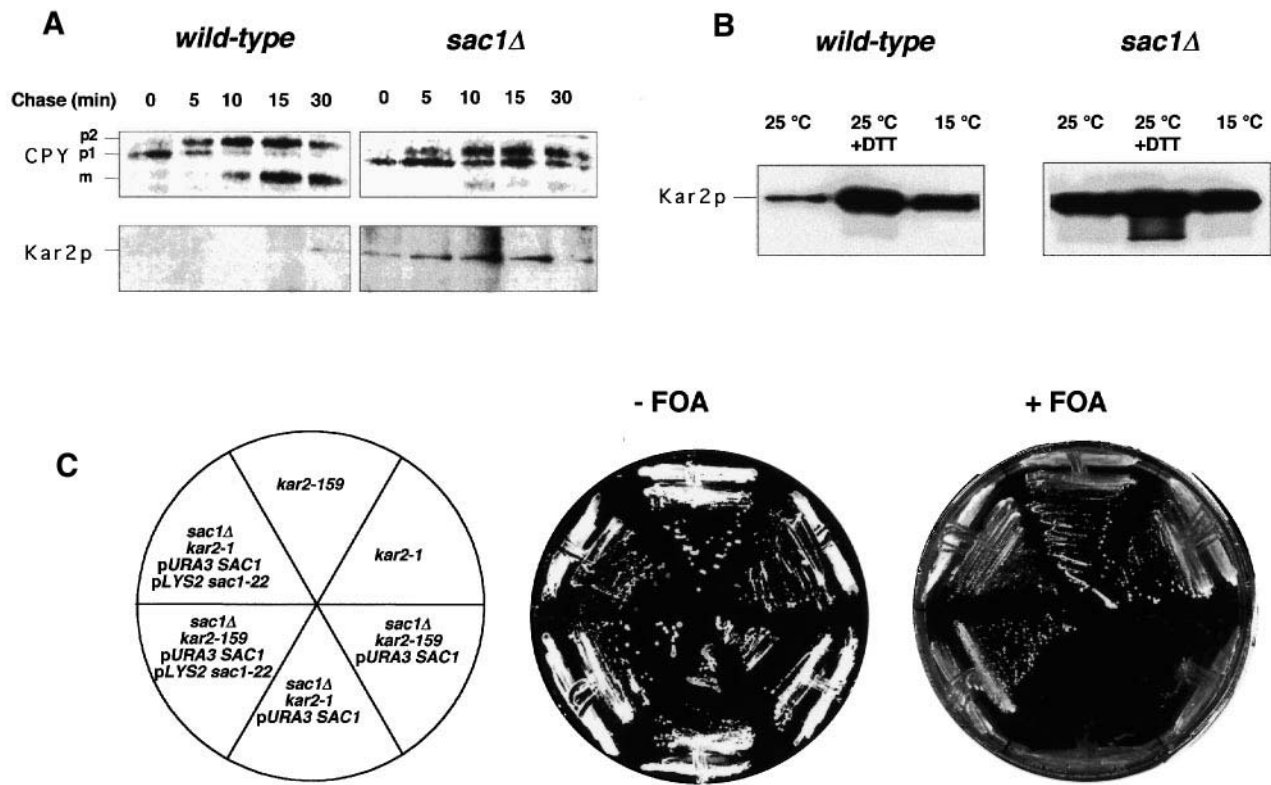 A
wild-type
sac1Δ
Chase (min)
0 5 10 15 30
0 5 10 15 30
CPY
p2
p1
m
Kar2p
B
wild-type
sac1Δ
25 °C
25 °C
+DTT
15 °C
25 °C
25 °C
+DTT
15 °C
Kar2p
C
kar2-159
kar2-1
sac1Δ
kar2-159
pURA3 SAC1
sac1Δ
kar2-1
pURA3 SAC1
sac1Δ
kar2-159
pURA3 SAC1
pLYS2 sac1-22
sac1Δ
kar2-1
pURA3 SAC1
pLYS2 sac1-22
- FOA
+ FOA